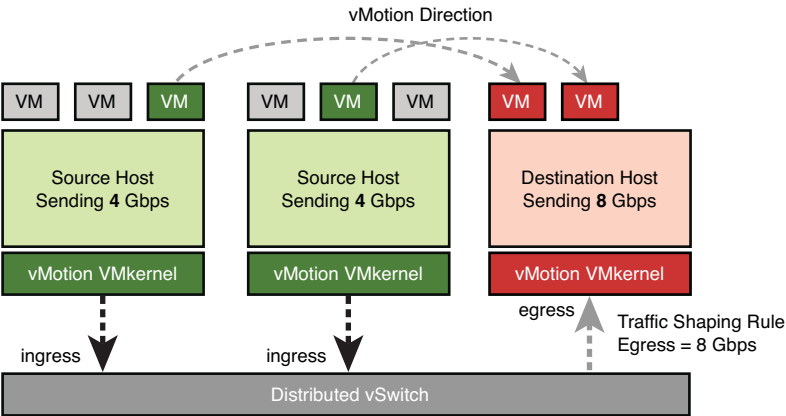 vMotion Direction
VM
VM
VM
VM
VM
VM
VM
VM
Source Host
Sending 4 Gbps
Source Host
Sending 4 Gbps
Destination Host
Sending 8 Gbps
vMotion VMkernel
vMotion VMkernel
vMotion VMkernel
ingress
ingress
egress
Traffic Shaping Rule
Egress = 8 Gbps
Distributed vSwitch